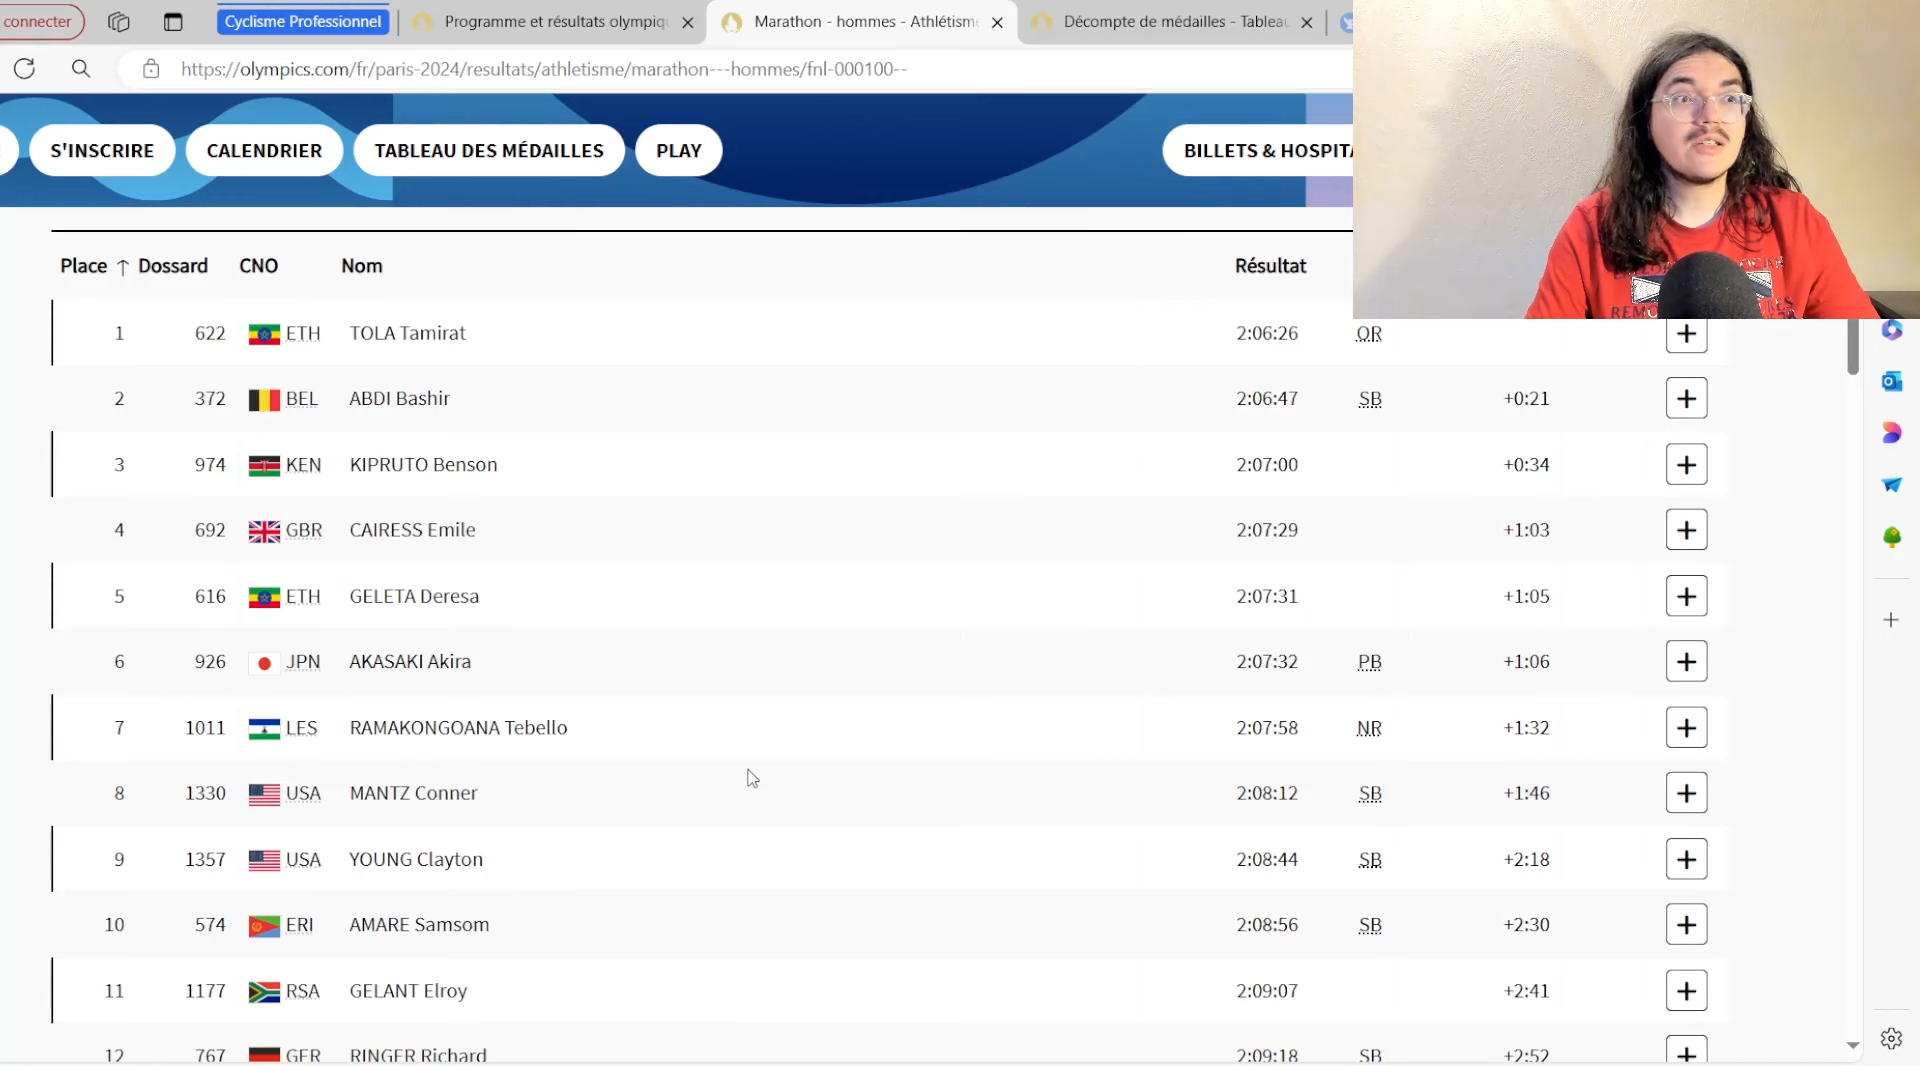 connecter
Cyclisme Professionnel
Programme et résultats olympiq
Marathon - hommes - Athlétism
Décompte de médailles - Tableau
https://olympics.com/fr/paris-2024/resultats/athletisme/marathon---hommes/fnl-000100--
S'INSCRIRE CALENDRIER TABLEAU DES MÉDAILLES PLAY BILLETS & HOSPITA
Place ↑ Dossard CNO Nom Résultat
1 622 ETH TOLA Tamirat 2:06:26 OR
2 372 BEL ABDI Bashir 2:06:47 SB +0:21
3 974 KEN KIPRUTO Benson 2:07:00 +0:34
4 692 GBR CAIRESS Emile 2:07:29 +1:03
5 616 ETH GELETA Deresa 2:07:31 +1:05
6 926 JPN AKASAKI Akira 2:07:32 PB +1:06
7 1011 LES RAMAKONGOANA Tebello 2:07:58 NR +1:32
8 1330 USA MANTZ Conner 2:08:12 SB +1:46
9 1357 USA YOUNG Clayton 2:08:44 SB +2:18
10 574 ERI AMARE Samsom 2:08:56 SB +2:30
11 1177 RSA GELANT Elroy 2:09:07 +2:41
12 767 GER RINGER Richard 2:09:18 SB +2:52